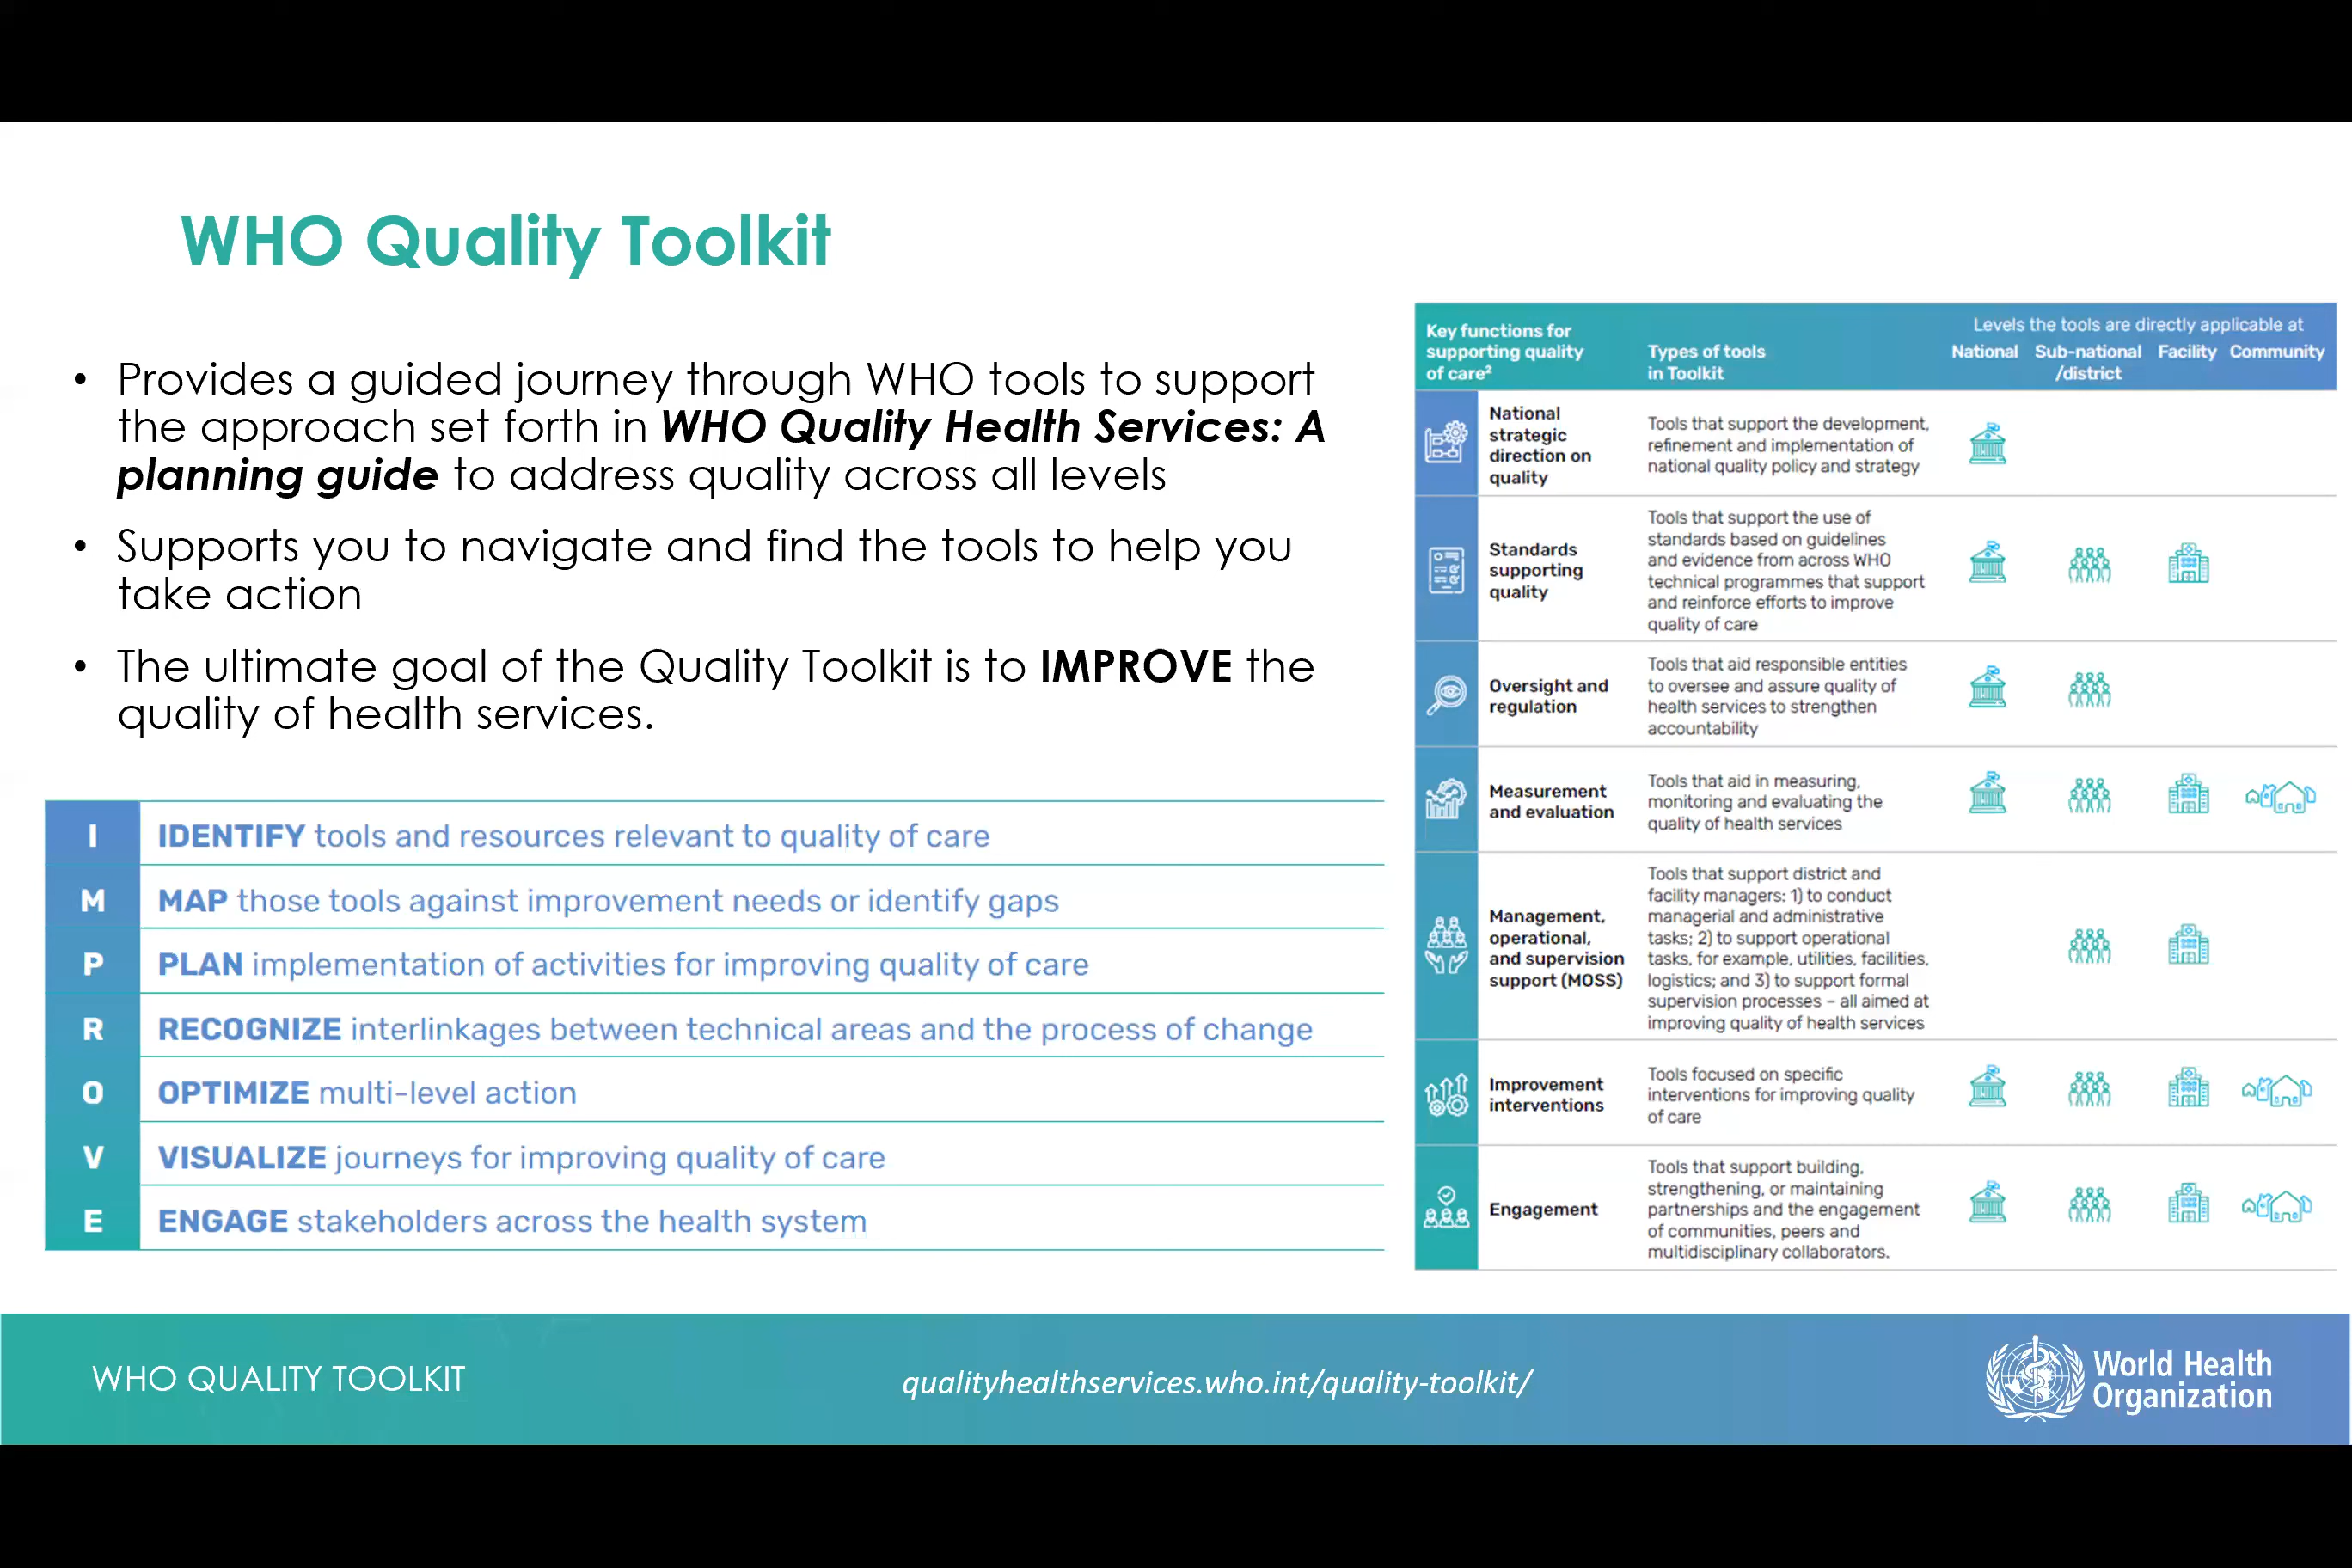 WHO Quality Toolkit
• Provides a guided journey through WHO tools to support
the approach set forth in WHO Quality Health Services: A
planning guide to address quality across all levels
• Supports you to navigate and find the tools to help you
take action
• The ultimate goal of the Quality Toolkit is to IMPROVE the
quality of health services.
I IDENTIFY tools and resources relevant to quality of care
M MAP those tools against improvement needs or identify gaps
P PLAN implementation of activities for improving quality of care
R RECOGNIZE interlinkages between technical areas and the process of change
O OPTIMIZE multi-level action
V VISUALIZE journeys for improving quality of care
E ENGAGE stakeholders across the health system
Key functions for
supporting quality
of care²
Types of tools
in Toolkit
Levels the tools are directly applicable at
National Sub-national Facility Community
/district
National
strategic
direction on
quality
Tools that support the development,
refinement and implementation of
national quality policy and strategy
Standards
supporting
quality
Tools that support the use of
standards based on guidelines
and evidence from across WHO
technical programmes that support
and reinforce efforts to improve
quality of care
Oversight and
regulation
Tools that aid responsible entities
to oversee and assure quality of
health services to strengthen
accountability
Measurement
and evaluation
Tools that aid in measuring,
monitoring and evaluating the
quality of health services
Management,
operational,
and supervision
support (MOSS)
Tools that support district and
facility managers: 1) to conduct
managerial and administrative
tasks; 2) to support operational
tasks, for example, utilities, facilities,
logistics; and 3) to support formal
supervision processes – all aimed at
improving quality of health services
Improvement
interventions
Tools focused on specific
interventions for improving quality
of care
Engagement
Tools that support building,
strengthening, or maintaining
partnerships and the engagement
of communities, peers and
multidisciplinary collaborators.
WHO QUALITY TOOLKIT
qualityhealthservices.who.int/quality-toolkit/
World Health
Organization